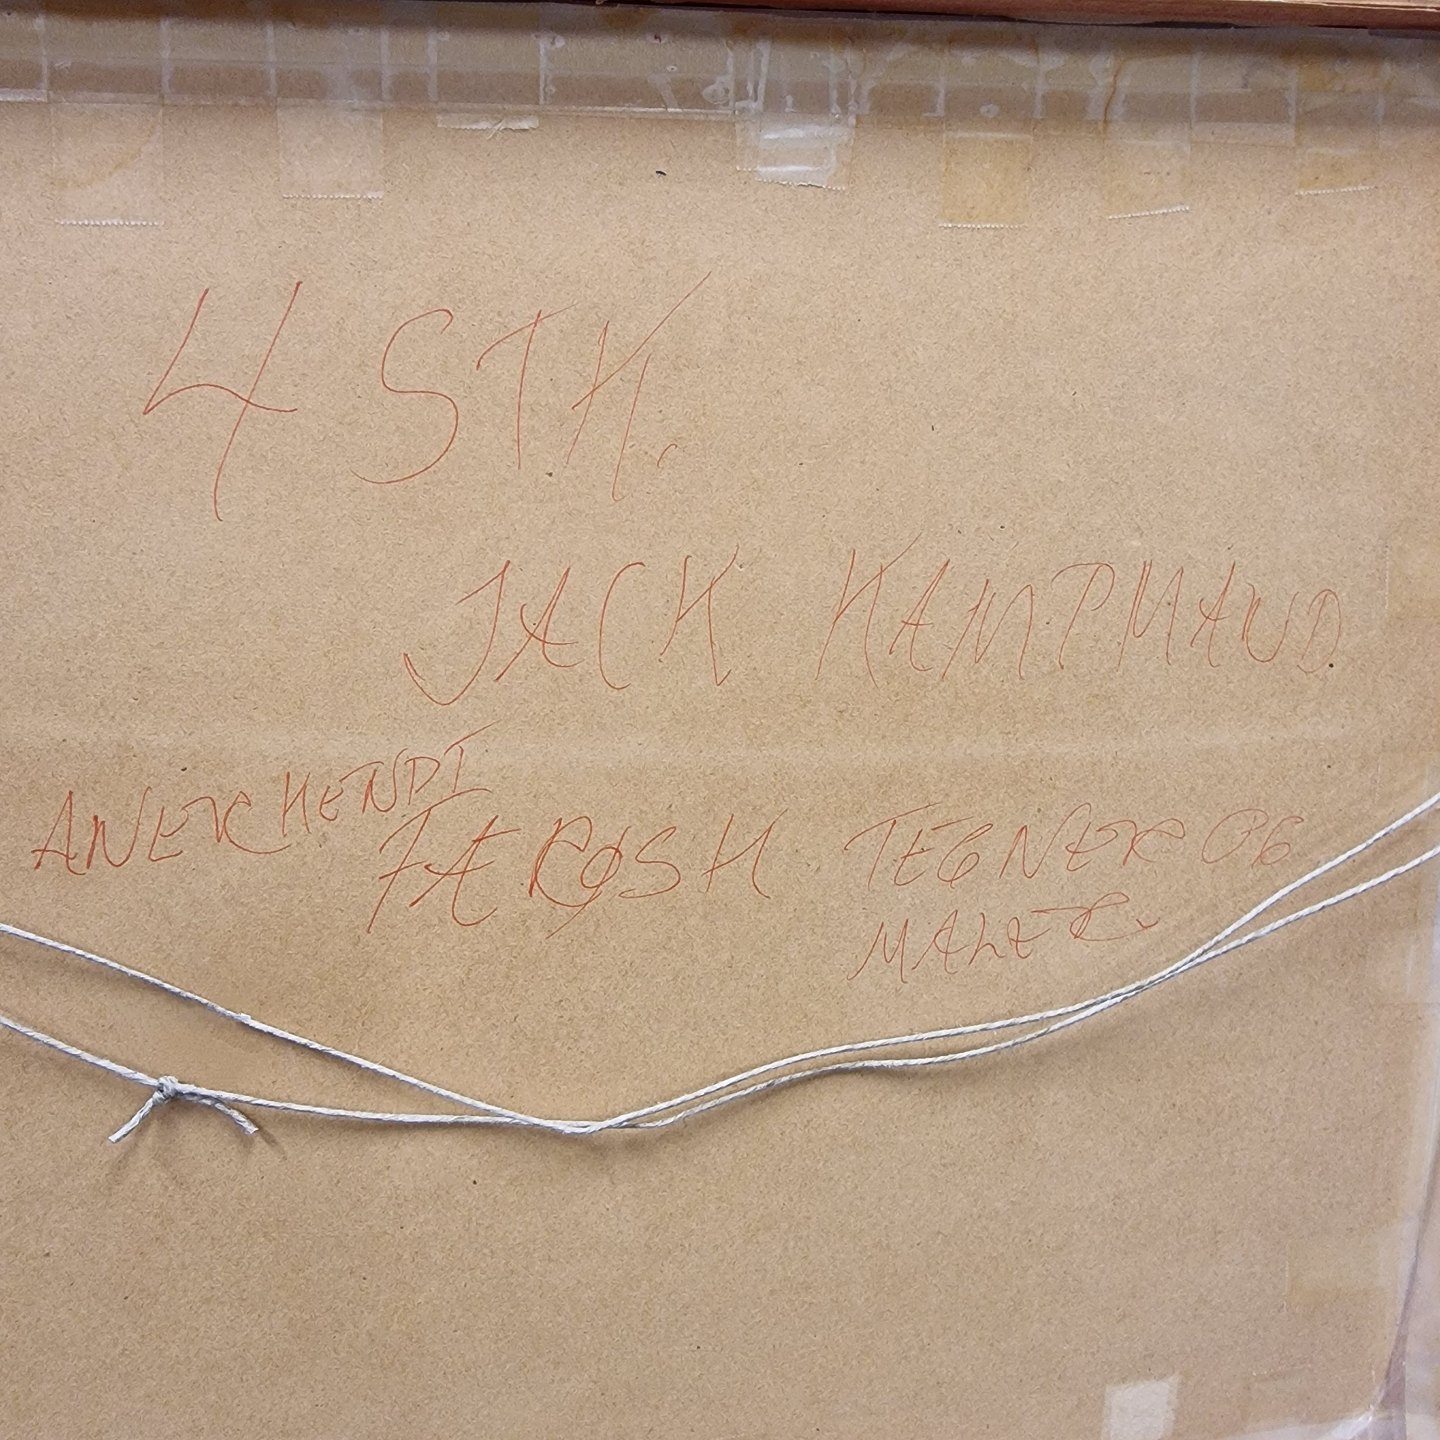 4 STK.
JACK KAMPMAND
ANERKENDT
FÆRØSK TEGNER OG
MALER